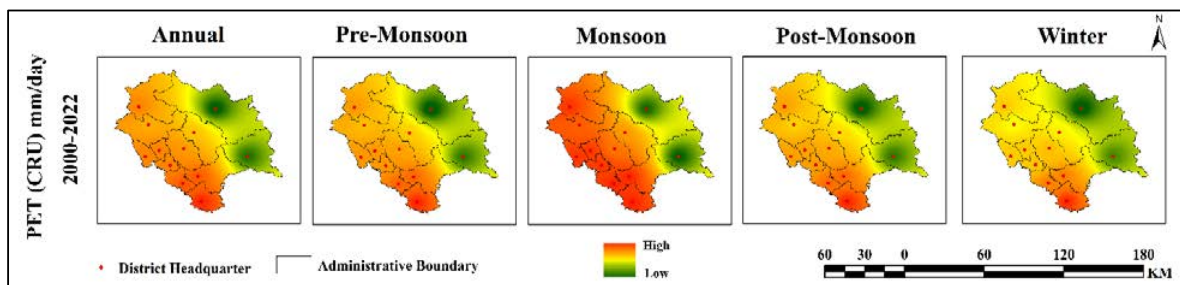 Annual Pre-Monsoon Monsoon Post-Monsoon Winter
N
PET (CRU) mm/day
2000-2022
District Headquarter
Administrative Boundary
High
Low
60 30 0 60 120 180
KM